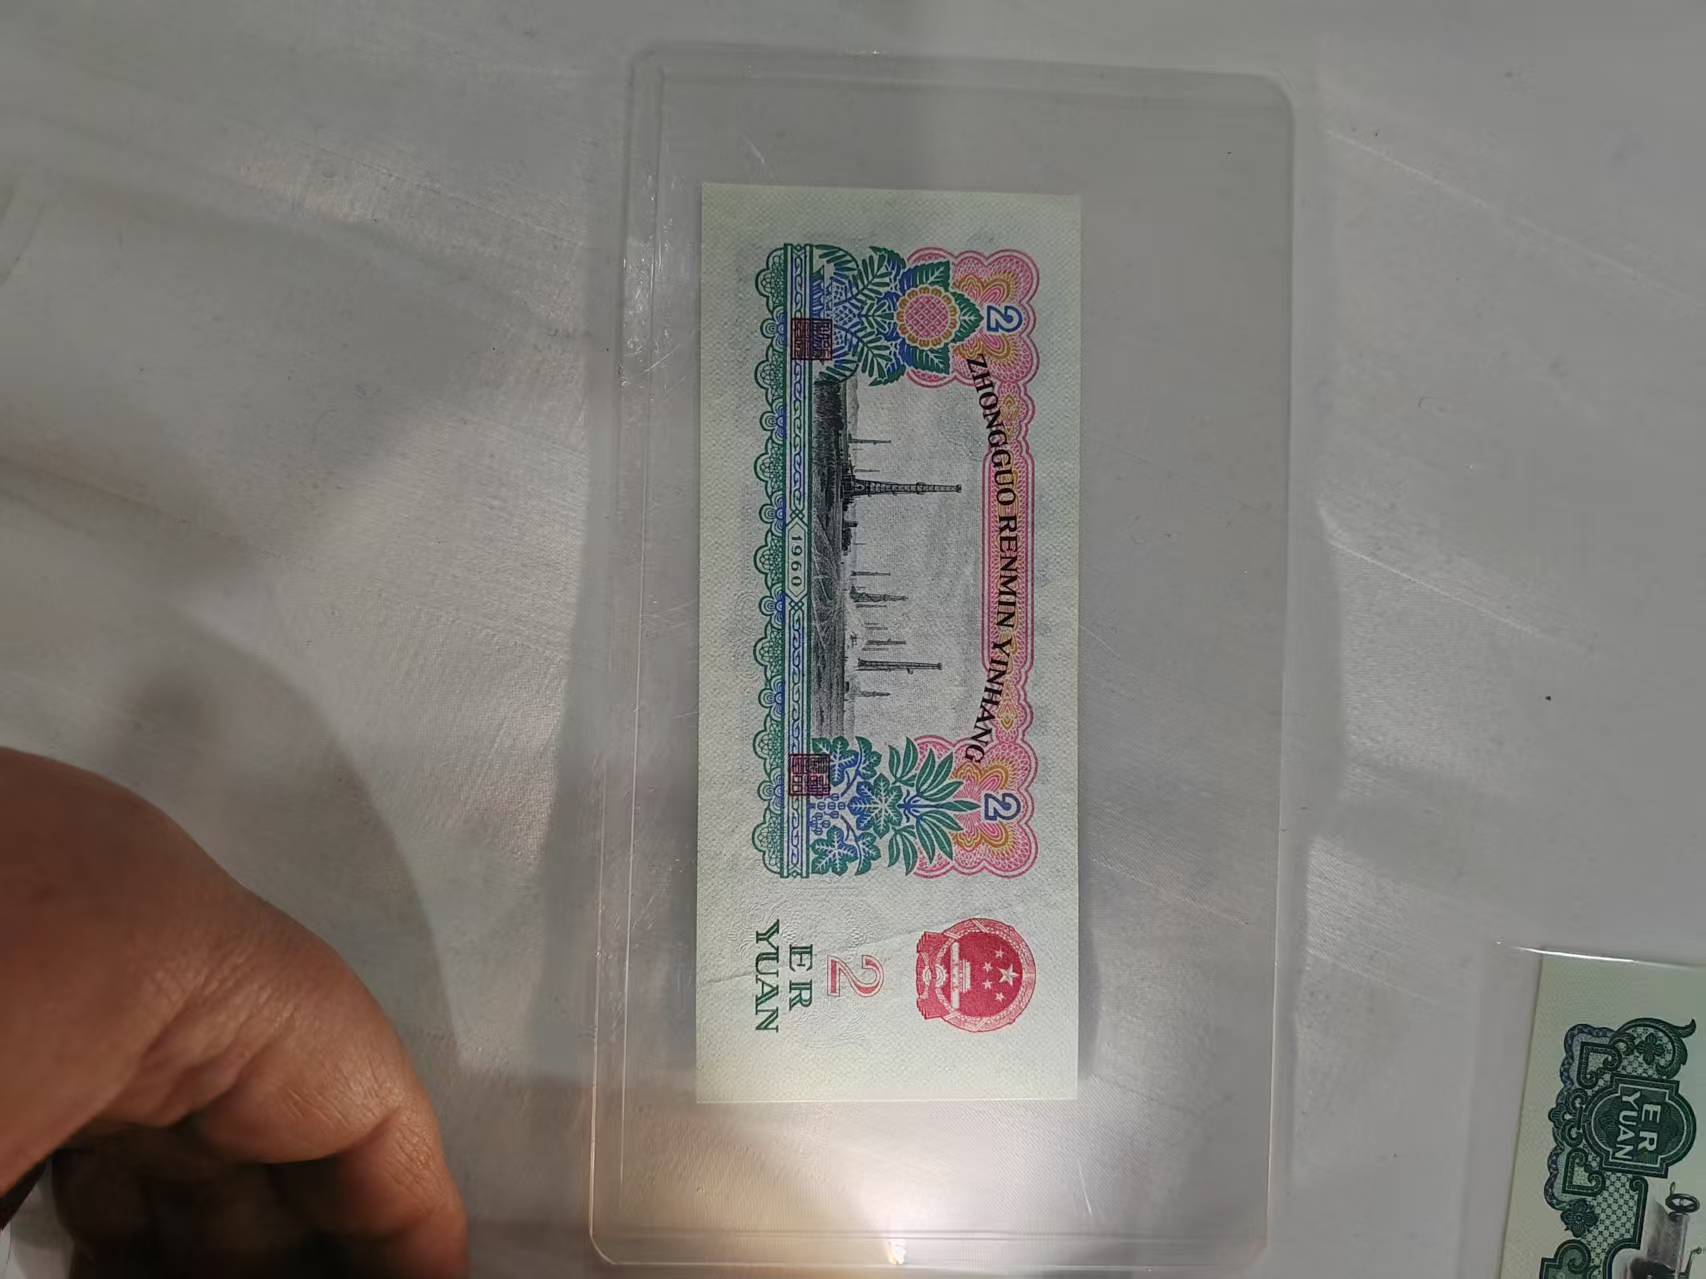 ZHONGGUO RENMIN YINHANG
2
2
1960
2
ER
YUAN
ER
YUAN